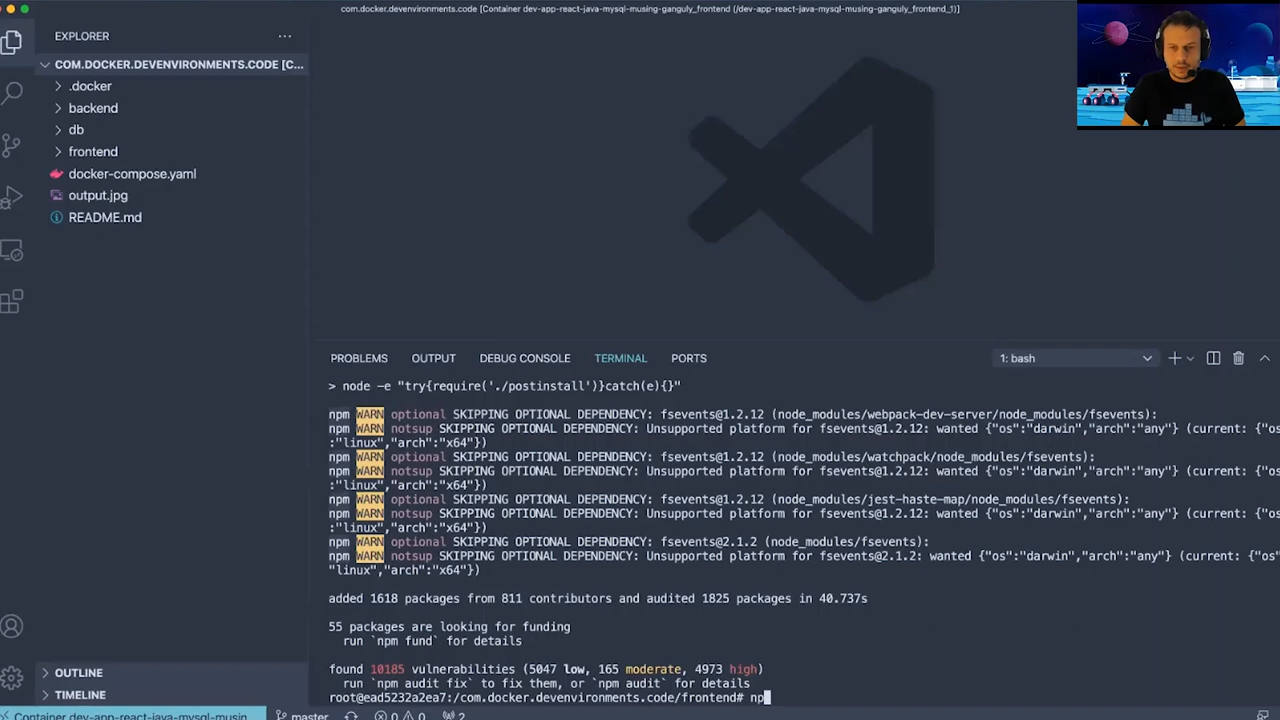 com.docker.devenvironments.code [Container dev-app-react-java-mysql-musing-ganguly_frontend (/dev-app-react-java-mysql-musing-ganguly_frontend_1)]
EXPLORER
COM.DOCKER.DEVENVIRONMENTS.CODE [C...
.docker
backend
db
frontend
docker-compose.yaml
output.jpg
README.md
PROBLEMS OUTPUT DEBUG CONSOLE TERMINAL PORTS 1: bash
> node -e "try{require('./postinstall')}catch(e){}"
npm WARN optional SKIPPING OPTIONAL DEPENDENCY: fsevents@1.2.12 (node_modules/webpack-dev-server/node_modules/fsevents):
npm WARN notsup SKIPPING OPTIONAL DEPENDENCY: Unsupported platform for fsevents@1.2.12: wanted {"os":"darwin","arch":"any"} (current: {"os
:"linux","arch":"x64"})
npm WARN optional SKIPPING OPTIONAL DEPENDENCY: fsevents@1.2.12 (node_modules/watchpack/node_modules/fsevents):
npm WARN notsup SKIPPING OPTIONAL DEPENDENCY: Unsupported platform for fsevents@1.2.12: wanted {"os":"darwin","arch":"any"} (current: {"os
:"linux","arch":"x64"})
npm WARN optional SKIPPING OPTIONAL DEPENDENCY: fsevents@1.2.12 (node_modules/jest-haste-map/node_modules/fsevents):
npm WARN notsup SKIPPING OPTIONAL DEPENDENCY: Unsupported platform for fsevents@1.2.12: wanted {"os":"darwin","arch":"any"} (current: {"os
:"linux","arch":"x64"})
npm WARN optional SKIPPING OPTIONAL DEPENDENCY: fsevents@2.1.2 (node_modules/fsevents):
npm WARN notsup SKIPPING OPTIONAL DEPENDENCY: Unsupported platform for fsevents@2.1.2: wanted {"os":"darwin","arch":"any"} (current: {"os"
"linux","arch":"x64"})
added 1618 packages from 811 contributors and audited 1825 packages in 40.737s
55 packages are looking for funding
run `npm fund` for details
found 10185 vulnerabilities (5047 low, 165 moderate, 4973 high)
run `npm audit fix` to fix them, or `npm audit` for details
root@ead5232a2ea7:/com.docker.devenvironments.code/frontend# np
OUTLINE
TIMELINE
Container dev-app-react-java-mysql-musin... master 0 0 2